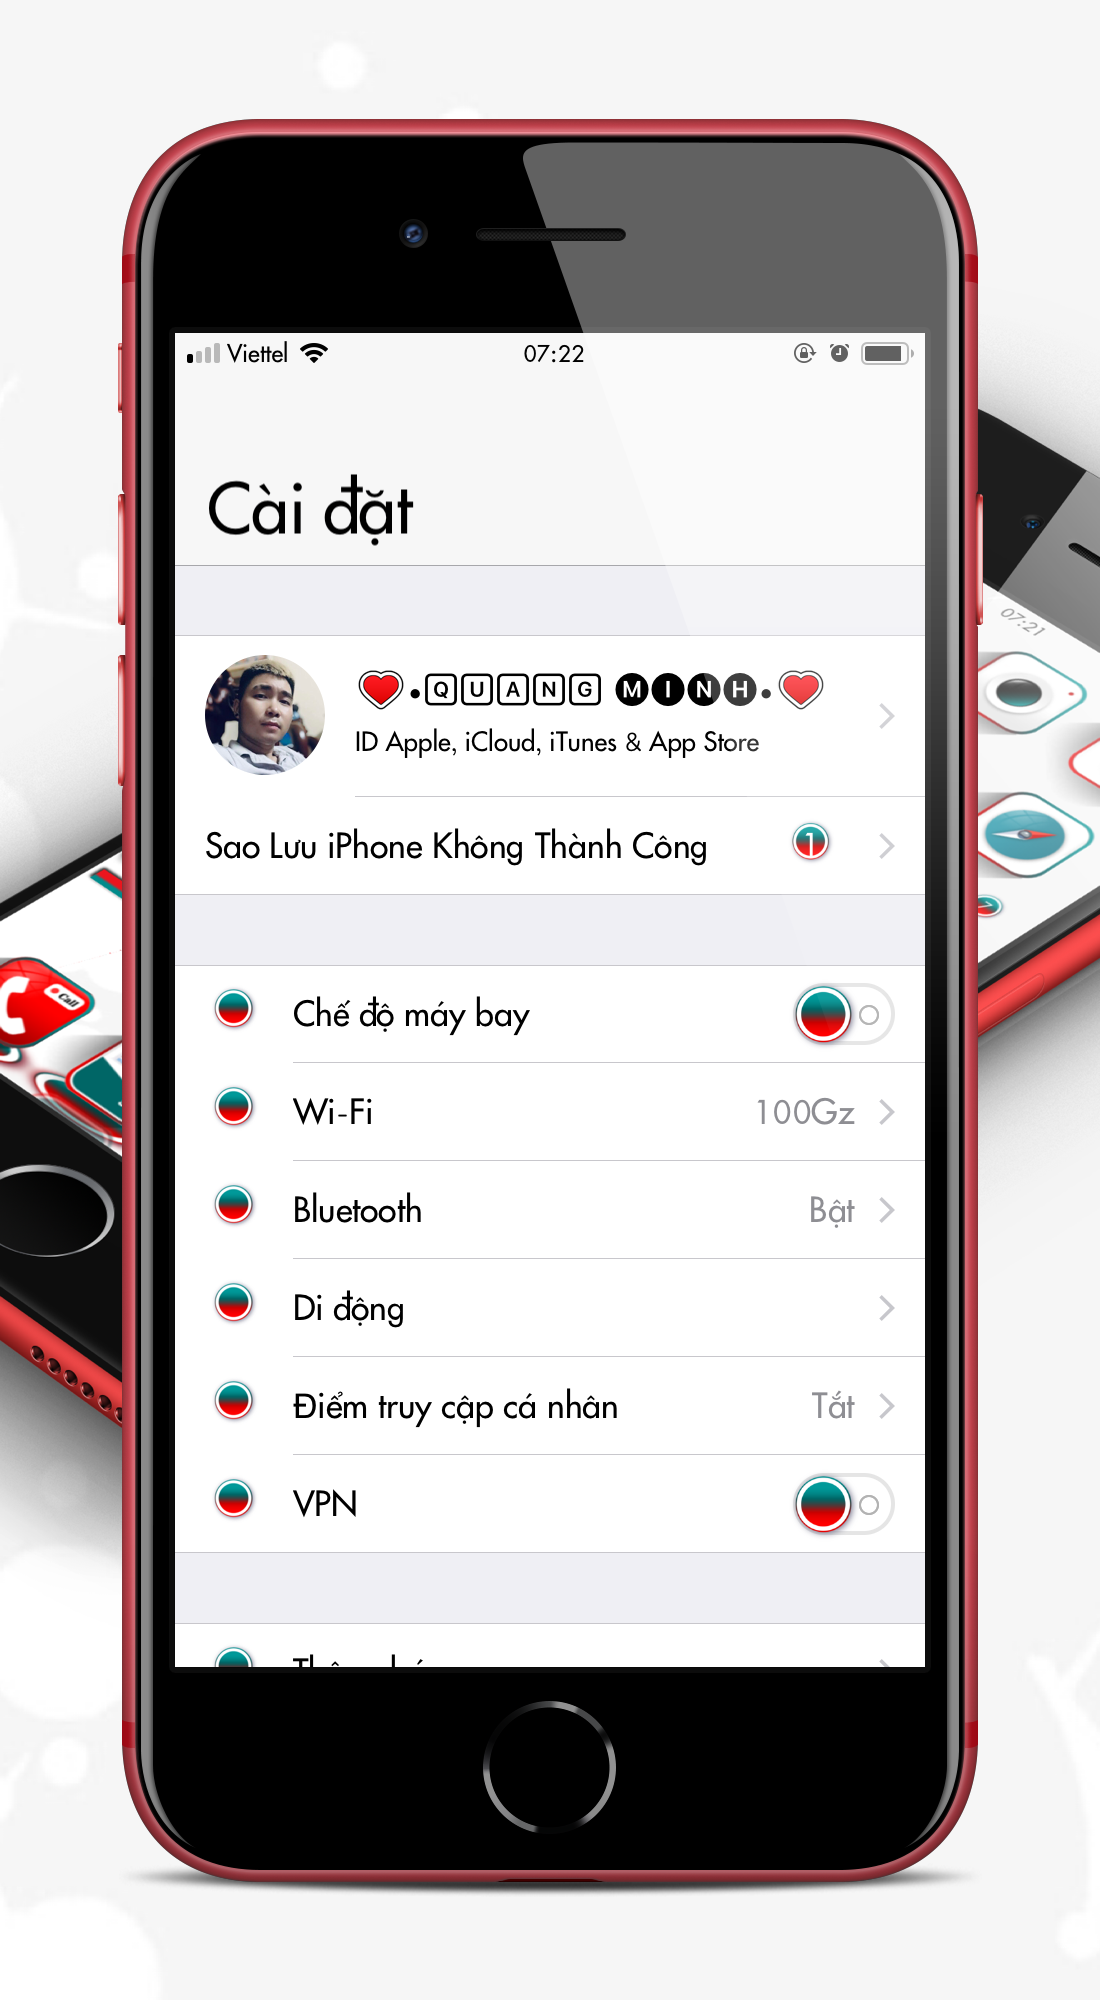 Viettel
07:22
Cài đặt
❤️•🅀🅄🄰🄽🄶 🅜🅘🅝🅗•❤️
ID Apple, iCloud, iTunes & App Store
Sao Lưu iPhone Không Thành Công 1
Chế độ máy bay
Wi-Fi 100Gz
Bluetooth Bật
Di động
Điểm truy cập cá nhân Tắt
VPN
07:21
Call